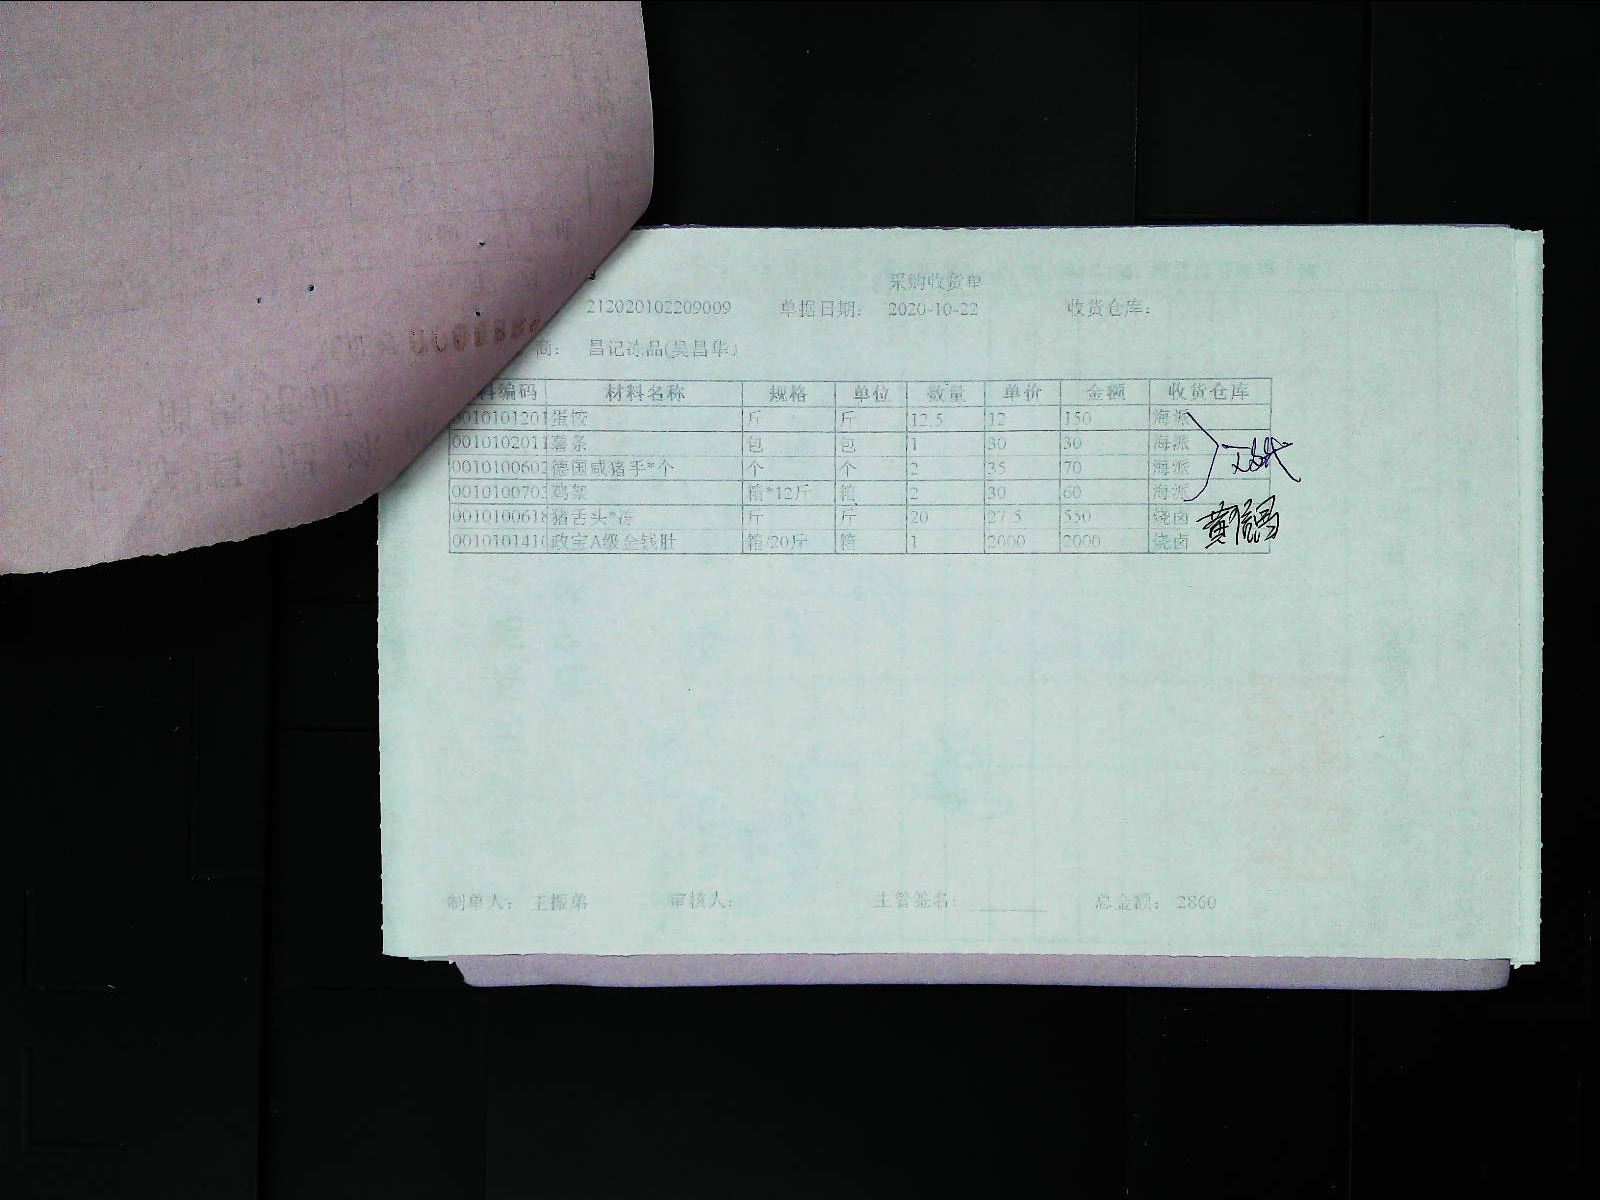 采购收货单
212020102209009 单据日期: 2020-10-22 收货仓库:
商: 昌记冻品(吴昌华)
料编码 材料名称 规格 单位 数量 单价 金额 收货仓库
0010101201 蛋饺 斤 斤 12.5 12 150 海派
0010102011 薯条 包 包 1 30 30 海派
0010100602 德国咸猪手*个 个 个 2 35 70 海派
0010100703 鸡架 箱*12斤 箱 2 30 60 海派
0010100618 猪舌头*冻 斤 斤 20 27.5 550 烧卤
0010101410 政宝A级金钱肚 箱/20斤 箱 1 2000 2000 烧卤
制单人: 王振弟 审核人: 主管签名: 总金额: 2860